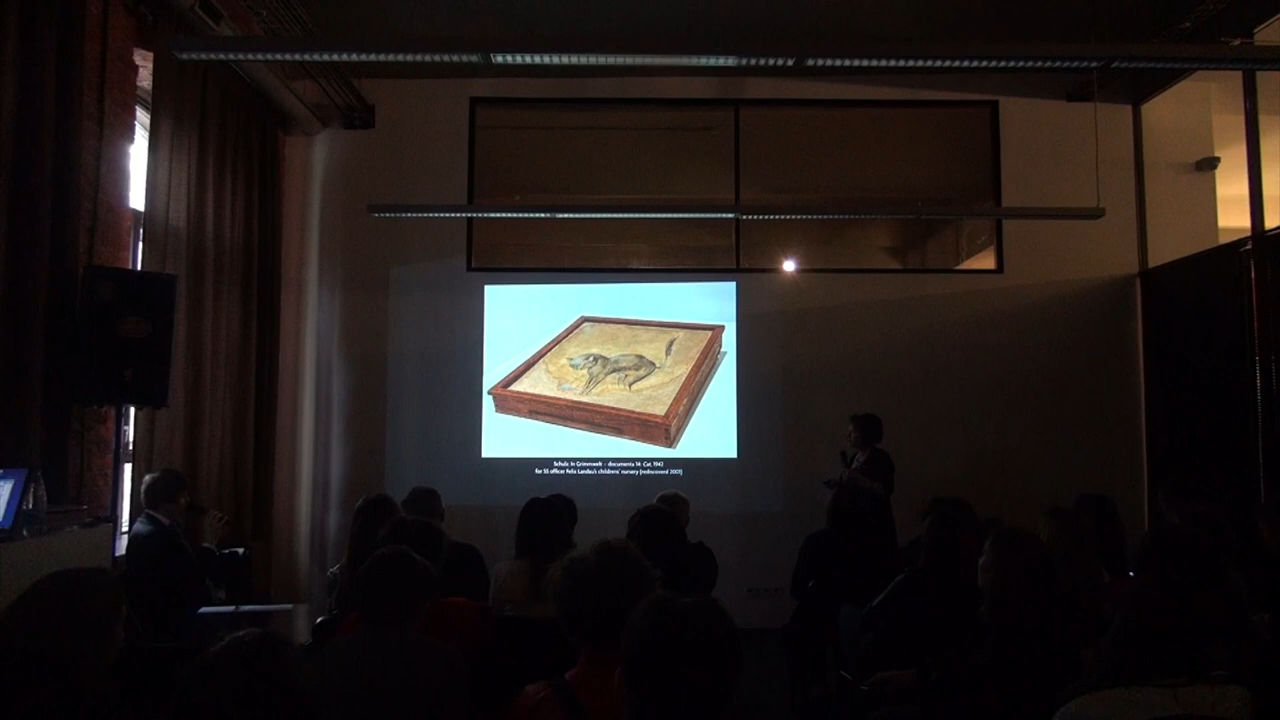 Schulz in Grimmwelt - documenta 14: Cat, 1942
for SS officer Felix Landau's childrens' nursery (rediscovered 2001)